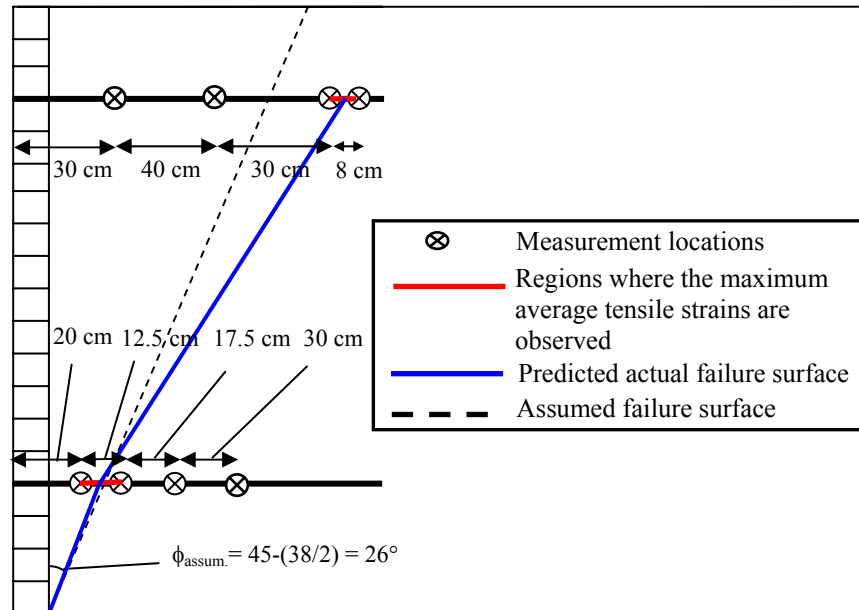 30 cm 40 cm 30 cm 8 cm
Measurement locations
Regions where the maximum
average tensile strains are
observed
Predicted actual failure surface
Assumed failure surface
20 cm 12.5 cm 17.5 cm 30 cm
ϕassum.= 45-(38/2) = 26°